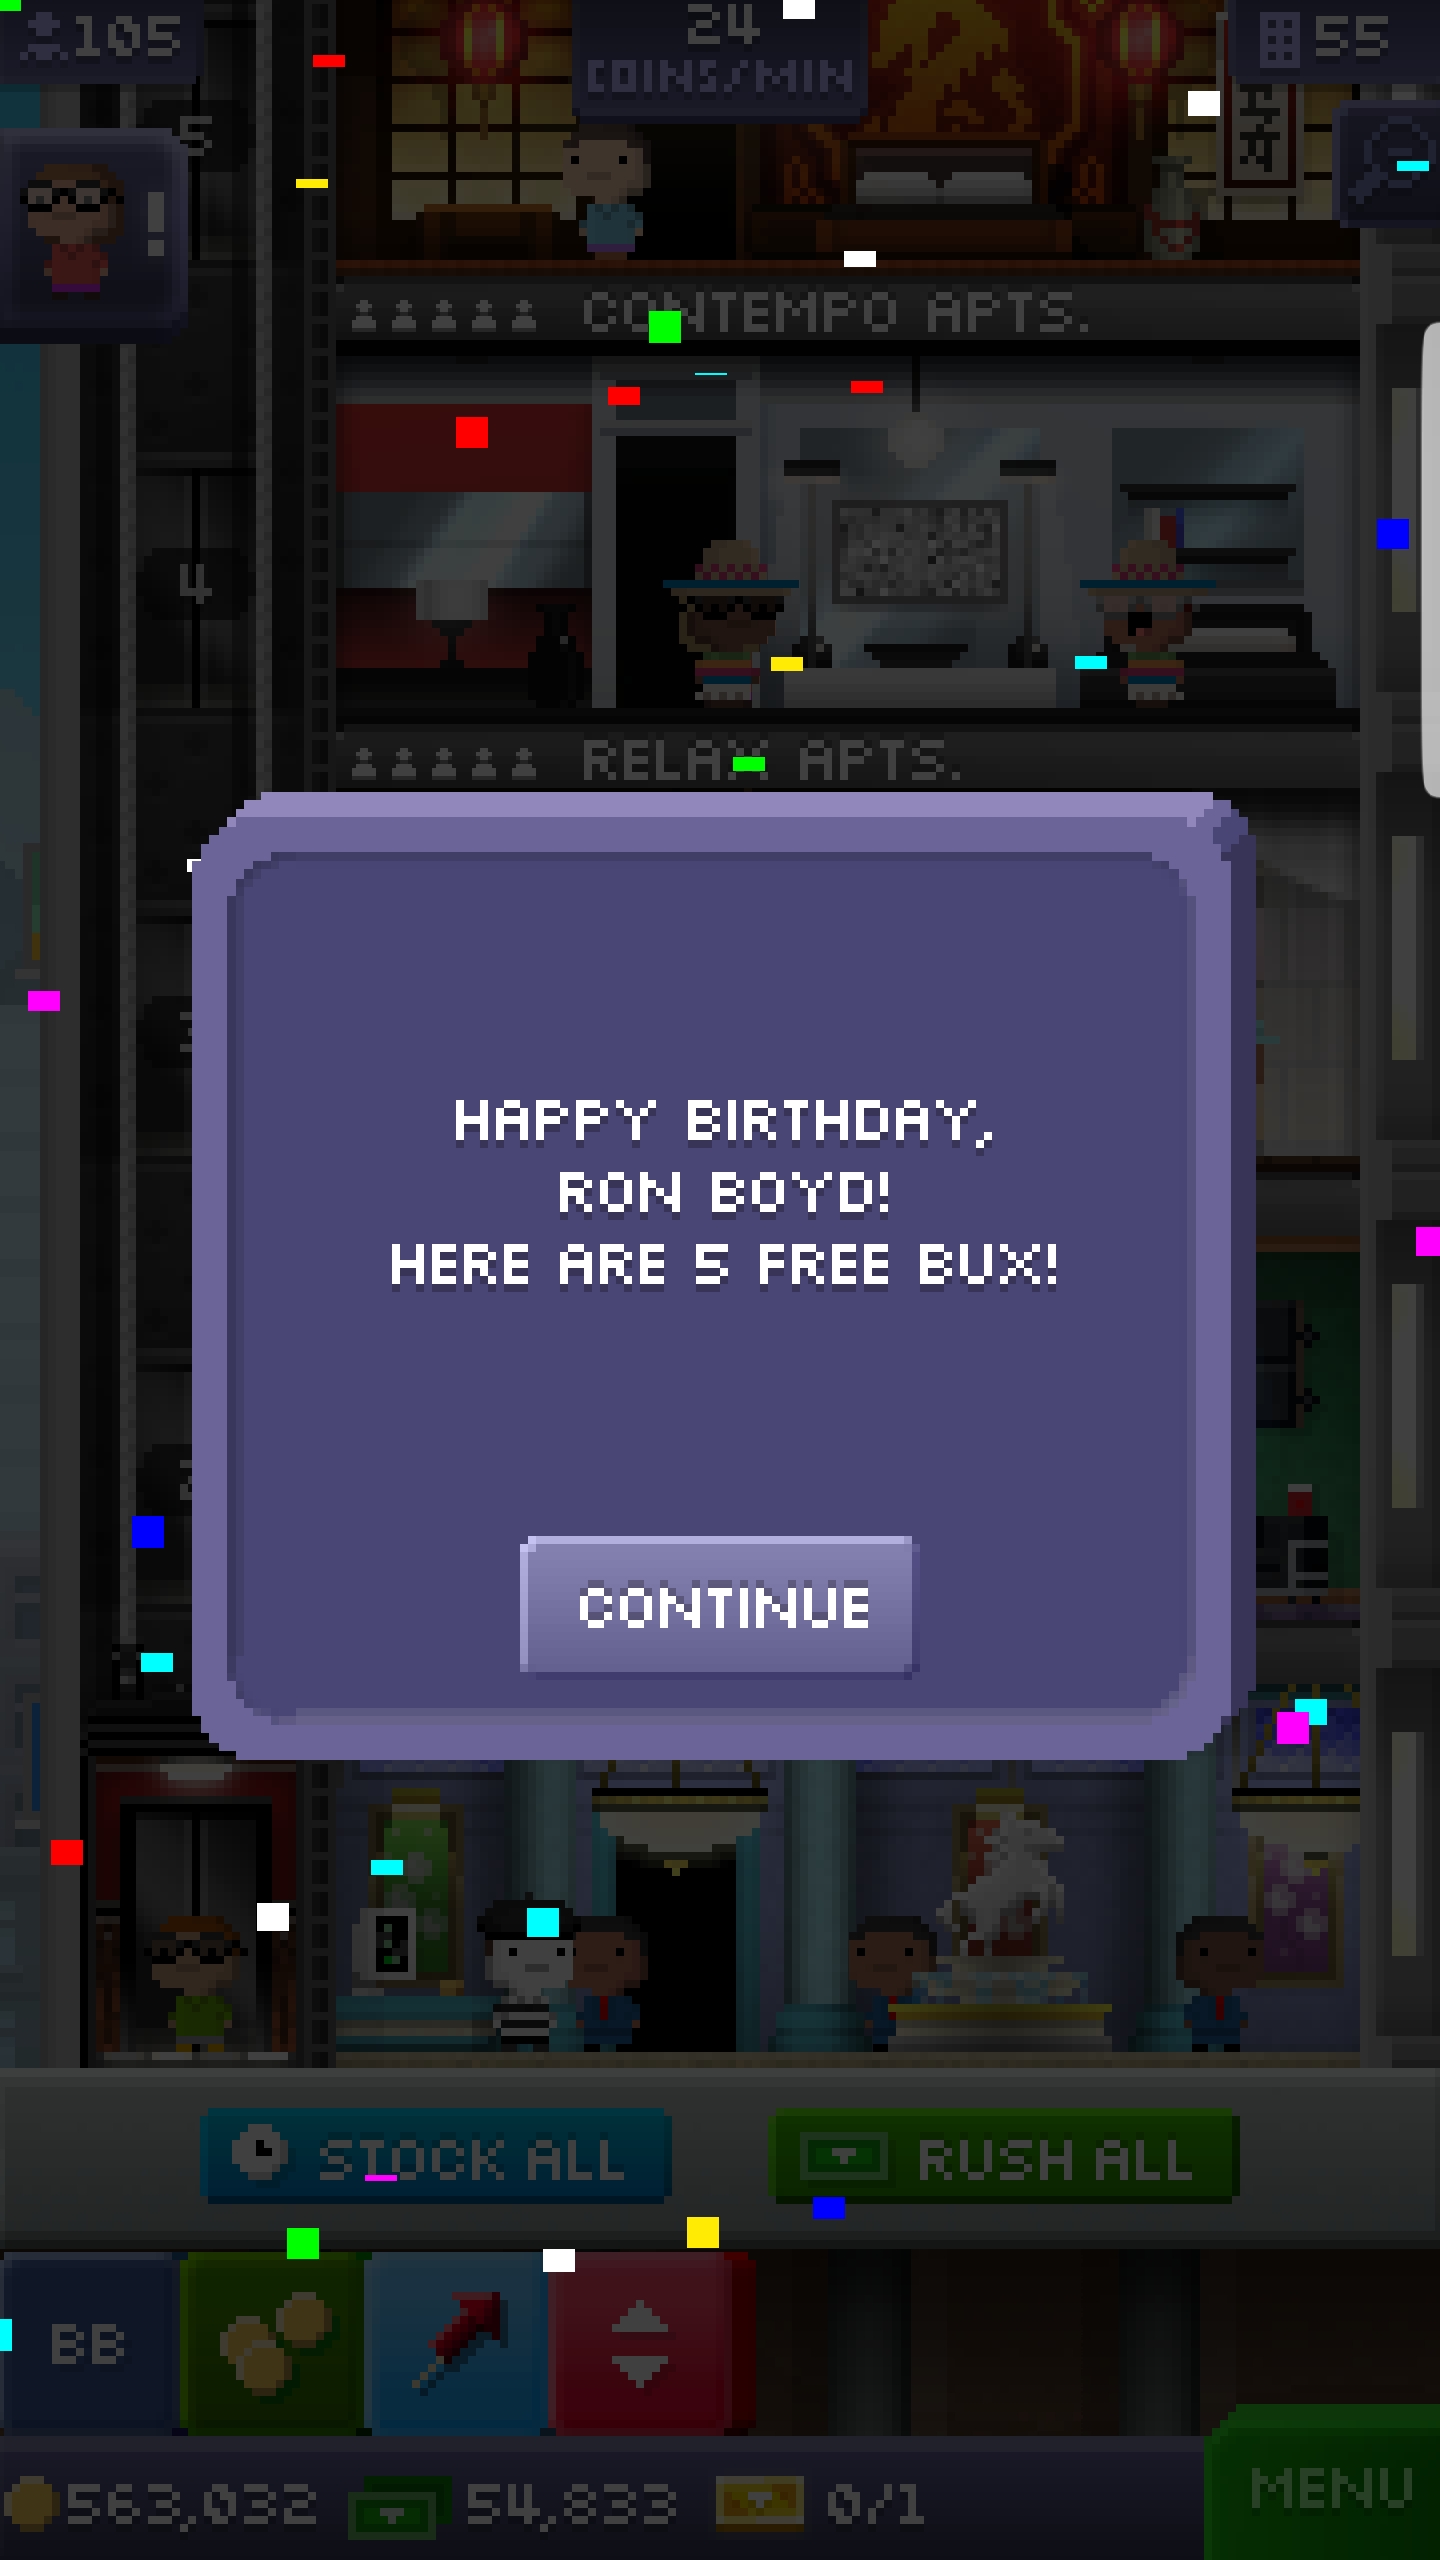 105
24
COINS/MIN
55
5
!
CONTEMPO APTS.
4
RELAX APTS.
HAPPY BIRTHDAY,
RON BOYD!
HERE ARE 5 FREE BUX!
CONTINUE
STOCK ALL
RUSH ALL
BB
563,032
54,833
0/1
MENU